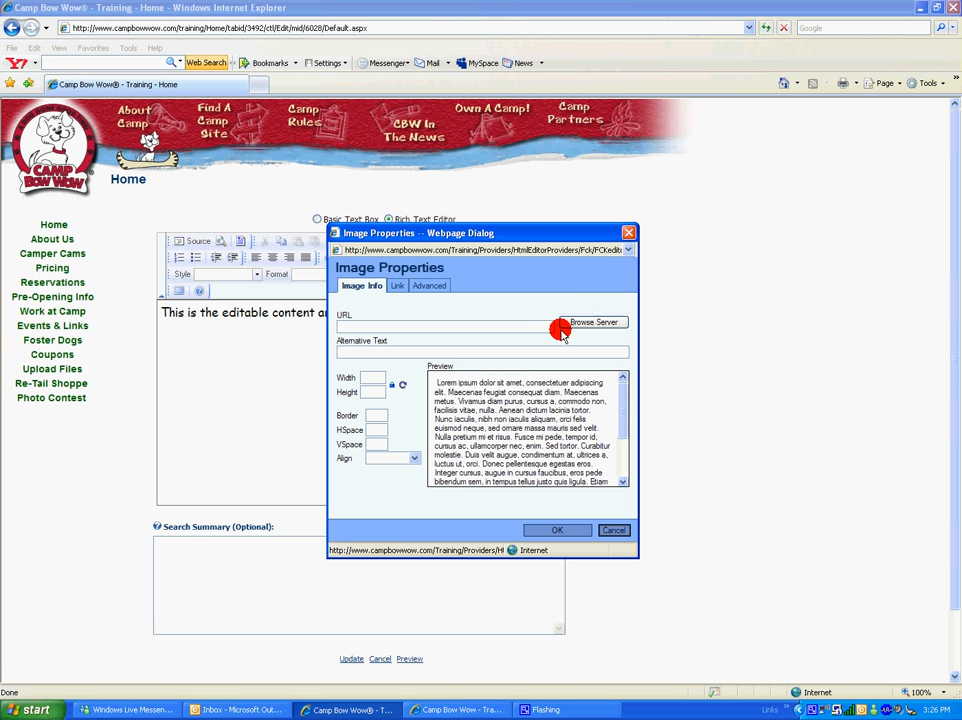 Camp Bow Wow® - Training - Home - Windows Internet Explorer
http://www.campbowwow.com/training/Home/tabid/3492/ctl/Edit/mid/6028/Default.aspx
Google
File Edit View Favorites Tools Help
Y! Web Search Bookmarks Settings Messenger Mail MySpace News
Camp Bow Wow® - Training - Home
Page Tools
About Camp
Find A Camp Site
Camp Rules
CBW In The News
Own A Camp!
Camp Partners
CAMP BOW WOW
Home
Home
About Us
Camper Cams
Pricing
Reservations
Pre-Opening Info
Work at Camp
Events & Links
Foster Dogs
Coupons
Upload Files
Re-Tail Shoppe
Photo Contest
Basic Text Box Rich Text Editor
Source
Style Format
This is the editable content
Image Properties -- Webpage Dialog
http://www.campbowwow.com/Training/Providers/HtmlEditorProviders/Fck/FCKeditc
Image Properties
Image Info Link Advanced
URL
Browse Server
Alternative Text
Width
Height
Border
HSpace
VSpace
Align
Preview
Lorem ipsum dolor sit amet, consectetuer adipiscing
elit. Maecenas feugiat consequat diam. Maecenas
metus. Vivamus diam purus, cursus a, commodo non,
facilisis vitae, nulla. Aenean dictum lacinia tortor.
Nunc iaculis, nibh non iaculis aliquam, orci felis
euismod neque, sed ornare massa mauris sed velit.
Nulla pretium mi et risus. Fusce mi pede, tempor id,
cursus ac, ullamcorper nec, enim. Sed tortor. Curabitur
molestie. Duis velit augue, condimentum at, ultrices a,
luctus ut, orci. Donec pellentesque egestas eros.
Integer cursus, augue in cursus faucibus, eros pede
bibendum sem, in tempus tellus justo quis ligula. Etiam
OK Cancel
http://www.campbowwow.com/Training/Providers/Ht Internet
Search Summary (Optional):
Update Cancel Preview
Done Internet 100%
start Windows Live Messen... Inbox - Microsoft Out... Camp Bow Wow® - T... Camp Bow Wow - Tra... Flashing Links 3:26 PM